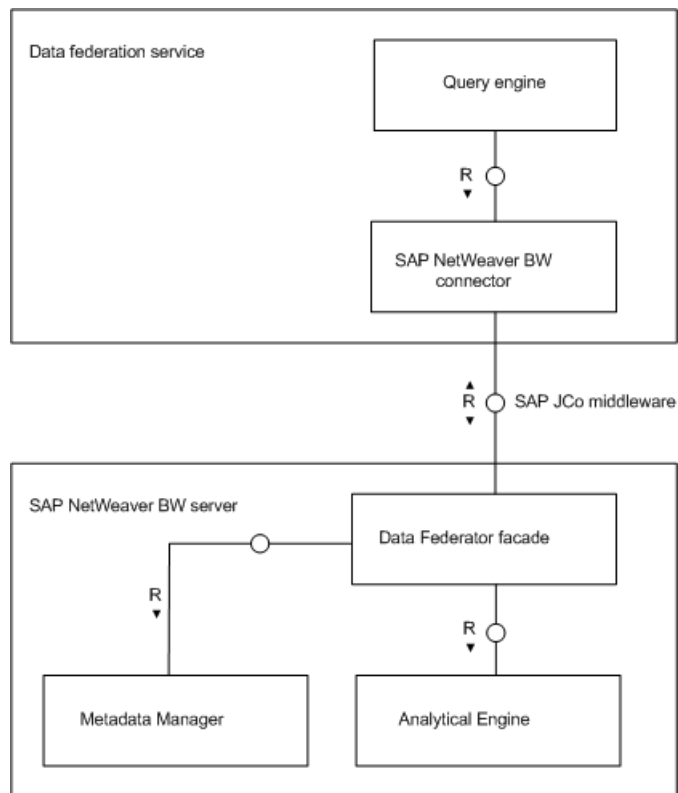 Data federation service
Query engine
R
▼
SAP NetWeaver BW
connector
▲
R
▼
SAP JCo middleware
SAP NetWeaver BW server
Data Federator facade
R
▼
R
▼
Metadata Manager
Analytical Engine